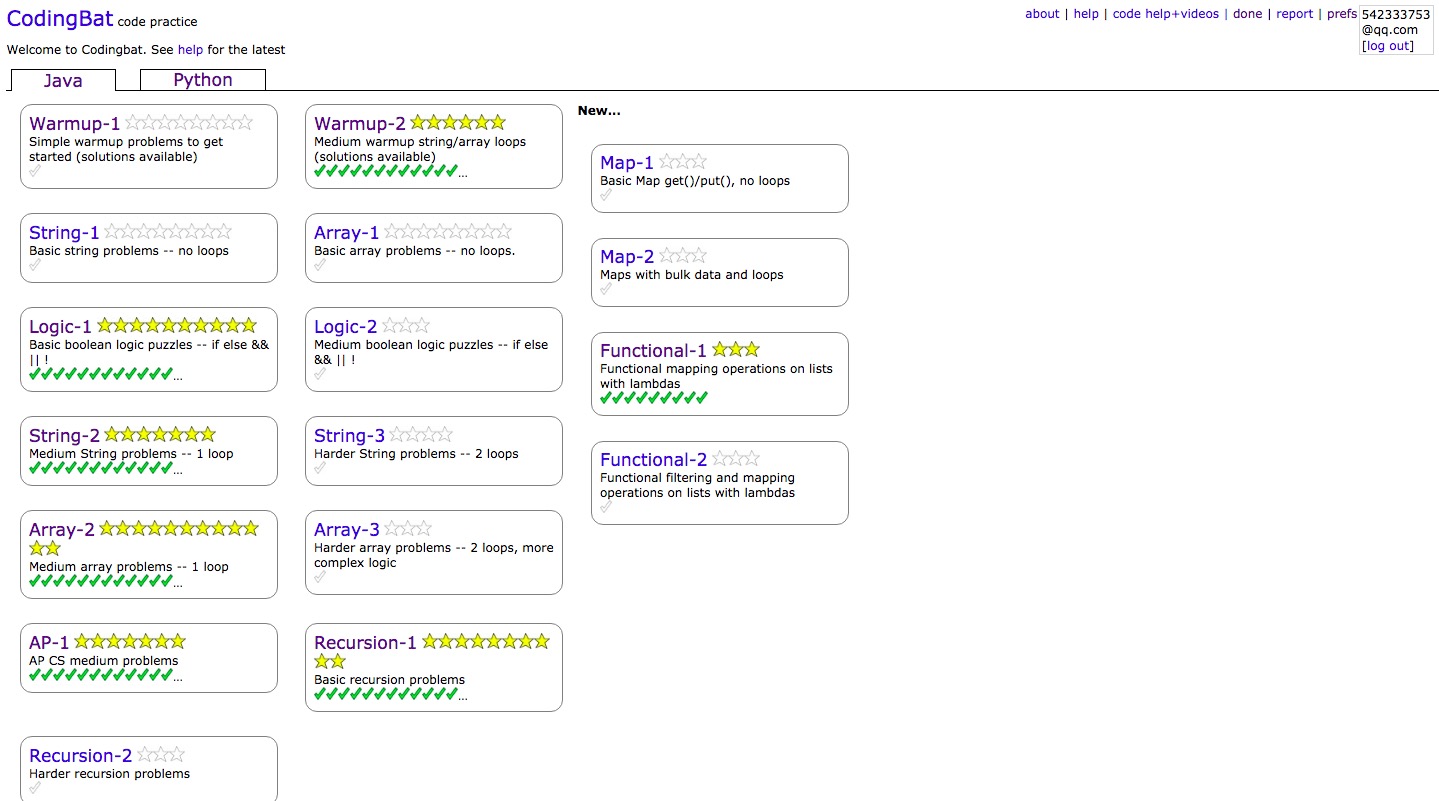 CodingBat code practice
about | help | code help+videos | done | report | prefs
542333753
@qq.com
[log out]
Welcome to Codingbat. See help for the latest
Java
Python
Warmup-1
Simple warmup problems to get
started (solutions available)
Warmup-2
Medium warmup string/array loops
(solutions available)
...
New...
Map-1
Basic Map get()/put(), no loops
String-1
Basic string problems -- no loops
Array-1
Basic array problems -- no loops.
Map-2
Maps with bulk data and loops
Logic-1
Basic boolean logic puzzles -- if else &&
|| !
...
Logic-2
Medium boolean logic puzzles -- if else
&& || !
Functional-1
Functional mapping operations on lists
with lambdas
String-2
Medium String problems -- 1 loop
...
String-3
Harder String problems -- 2 loops
Functional-2
Functional filtering and mapping
operations on lists with lambdas
Array-2
Medium array problems -- 1 loop
...
Array-3
Harder array problems -- 2 loops, more
complex logic
AP-1
AP CS medium problems
...
Recursion-1
Basic recursion problems
...
Recursion-2
Harder recursion problems